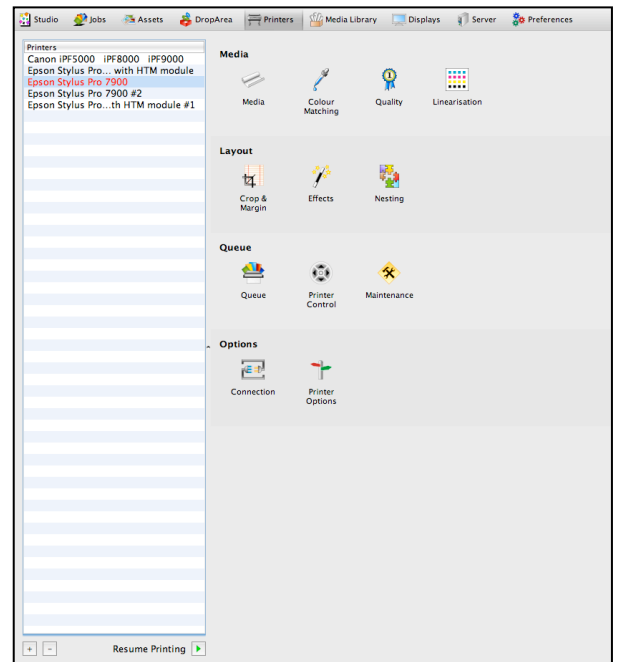 Studio Jobs Assets DropArea Printers Media Library Displays Server Preferences
Printers
Canon iPF5000 iPF8000 iPF9000
Epson Stylus Pro... with HTM module
Epson Stylus Pro 7900
Epson Stylus Pro 7900 #2
Epson Stylus Pro...th HTM module #1
Media
Media Colour Matching Quality Linearisation
Layout
Crop & Margin Effects Nesting
Queue
Queue Printer Control Maintenance
Options
Connection Printer Options
+ - Resume Printing